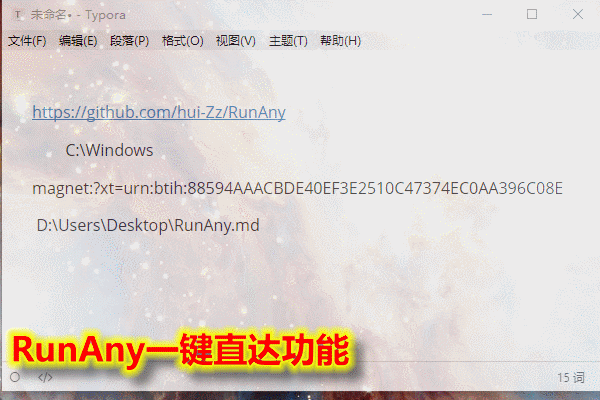 未命名• - Typora
文件(F) 编辑(E) 段落(P) 格式(O) 视图(V) 主题(T) 帮助(H)
https://github.com/hui-Zz/RunAny
C:\Windows
magnet:?xt=urn:btih:88594AAACBDE40EF3E2510C47374EC0AA396C08E
D:\Users\Desktop\RunAny.md
RunAny一键直达功能
15 词